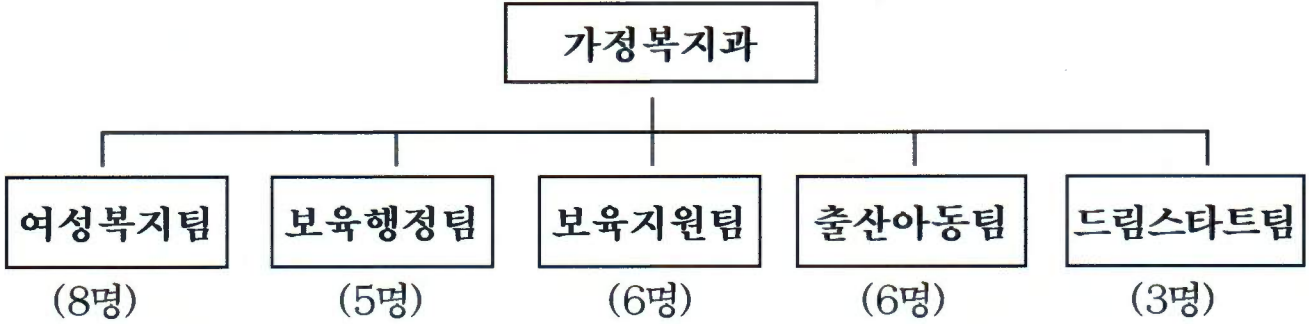 가정복지과
여성복지팀 보육행정팀 보육지원팀 출산아동팀 드림스타트팀
(8명) (5명) (6명) (6명) (3명)